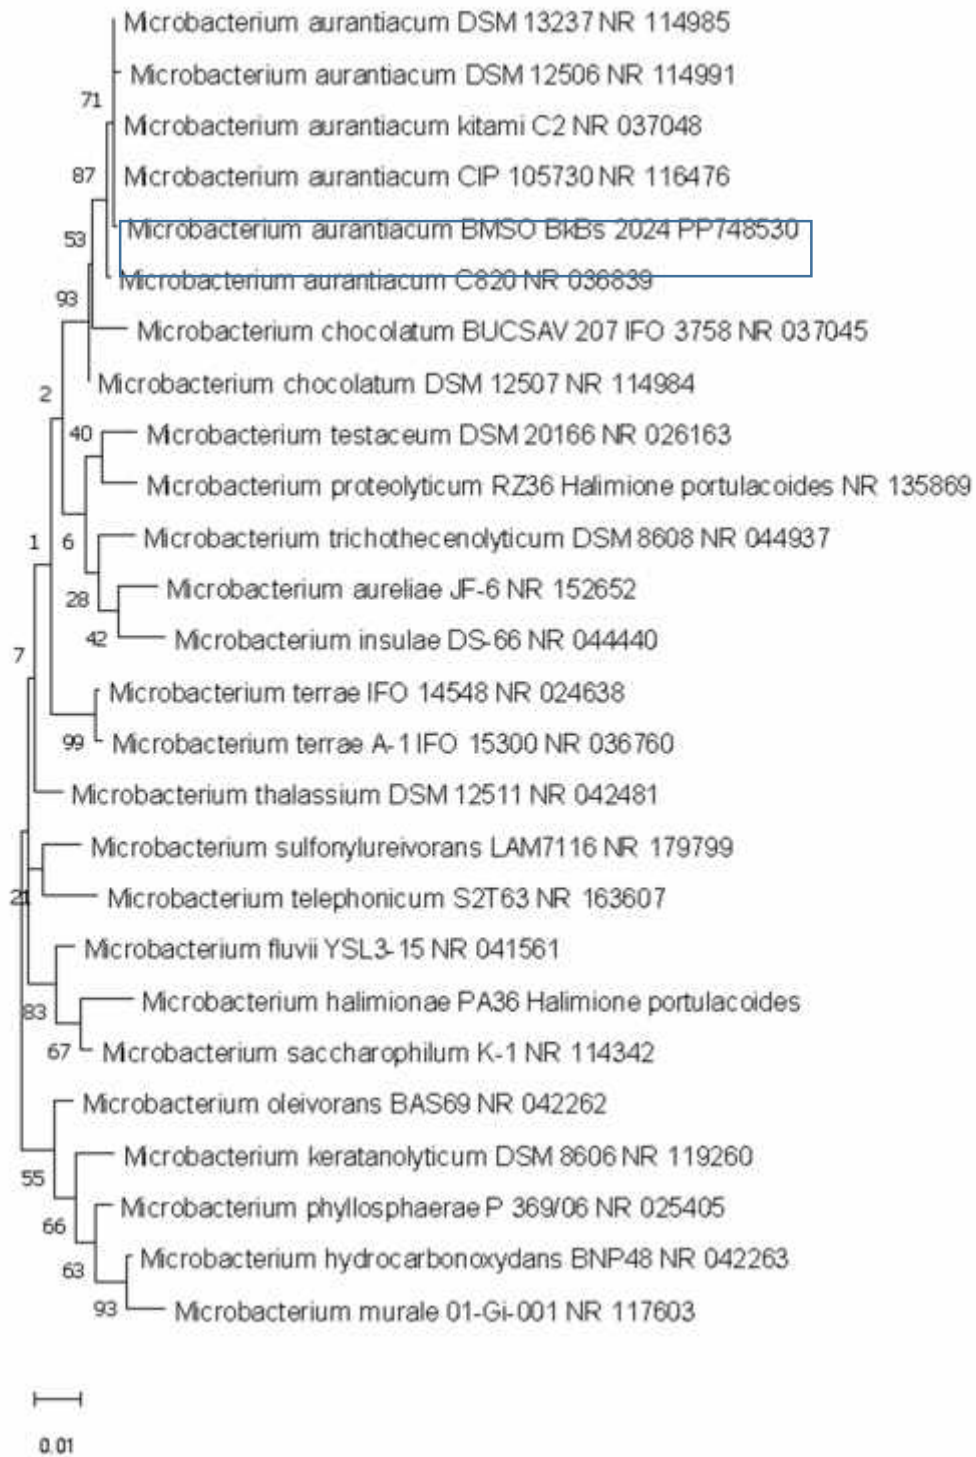 Microbacterium aurantiacum DSM 13237 NR 114985
Microbacterium aurantiacum DSM 12506 NR 114991
71
Microbacterium aurantiacum kitami C2 NR 037048
87
Microbacterium aurantiacum CIP 105730 NR 116476
53
Microbacterium aurantiacum BMSO BkBs 2024 PP748530
Microbacterium aurantiacum C820 NR 036839
93
Microbacterium chocolatum BUCSAV 207 IFO 3758 NR 037045
Microbacterium chocolatum DSM 12507 NR 114984
2
40
Microbacterium testaceum DSM 20166 NR 026163
Microbacterium proteolyticum RZ36 Halimione portulacoides NR 135869
1
6
Microbacterium trichothecenolyticum DSM 8608 NR 044937
28
Microbacterium aureliae JF-6 NR 152652
42
Microbacterium insulae DS-66 NR 044440
7
Microbacterium terrae IFO 14548 NR 024638
99
Microbacterium terrae A-1 IFO 15300 NR 036760
Microbacterium thalassium DSM 12511 NR 042481
Microbacterium sulfonylureivorans LAM7116 NR 179799
Microbacterium telephonicum S2T63 NR 163607
Microbacterium fluvii YSL3-15 NR 041561
83
Microbacterium halimionae PA36 Halimione portulacoides
67
Microbacterium saccharophilum K-1 NR 114342
Microbacterium oleivorans BAS69 NR 042262
55
Microbacterium keratanolyticum DSM 8606 NR 119260
66
Microbacterium phyllosphaerae P 369/06 NR 025405
63
Microbacterium hydrocarbonoxydans BNP48 NR 042263
93
Microbacterium murale 01-Gi-001 NR 117603
0.01